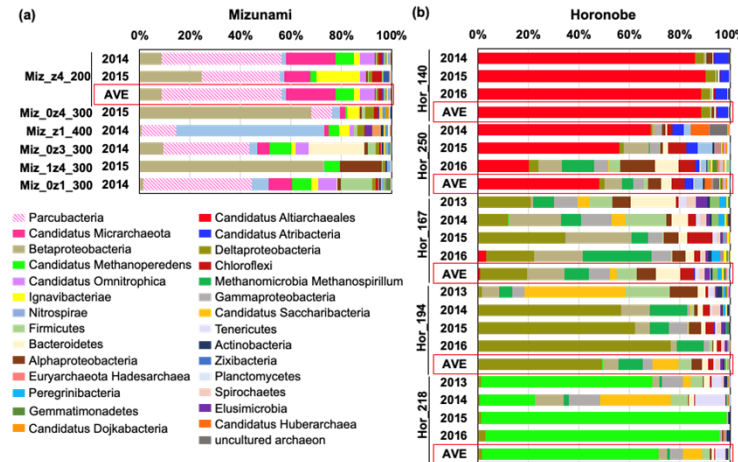 (a) Mizunami
0% 20% 40% 60% 80% 100%
2014
Miz_z4_200 2015
AVE
Miz_0z4_300 2015
Miz_z1_400 2014
Miz_0z3_300 2014
Miz_1z4_300 2015
Miz_0z1_300 2014
Parcubacteria
Candidatus Micrarchaeota
Betaproteobacteria
Candidatus Methanoperedens
Candidatus Omnitrophica
Ignavibacteriae
Nitrospirae
Firmicutes
Bacteroidetes
Alphaproteobacteria
Euryarchaeota Hadesarchaea
Peregrinibacteria
Gemmatimonadetes
Candidatus Dojkabacteria
Candidatus Altiarchaeales
Candidatus Atribacteria
Deltaproteobacteria
Chloroflexi
Methanomicrobia Methanospirillum
Gammaproteobacteria
Candidatus Saccharibacteria
Tenericutes
Actinobacteria
Zixibacteria
Planctomycetes
Spirochaetes
Elusimicrobia
Candidatus Huberarchaea
uncultured archaeon
(b) Horonobe
0% 20% 40% 60% 80% 100%
Hor_140
2014
2015
2016
AVE
Hor_250
2014
2015
2016
AVE
Hor_167
2013
2014
2015
2016
AVE
Hor_194
2013
2014
2015
2016
AVE
Hor_218
2013
2014
2015
2016
AVE